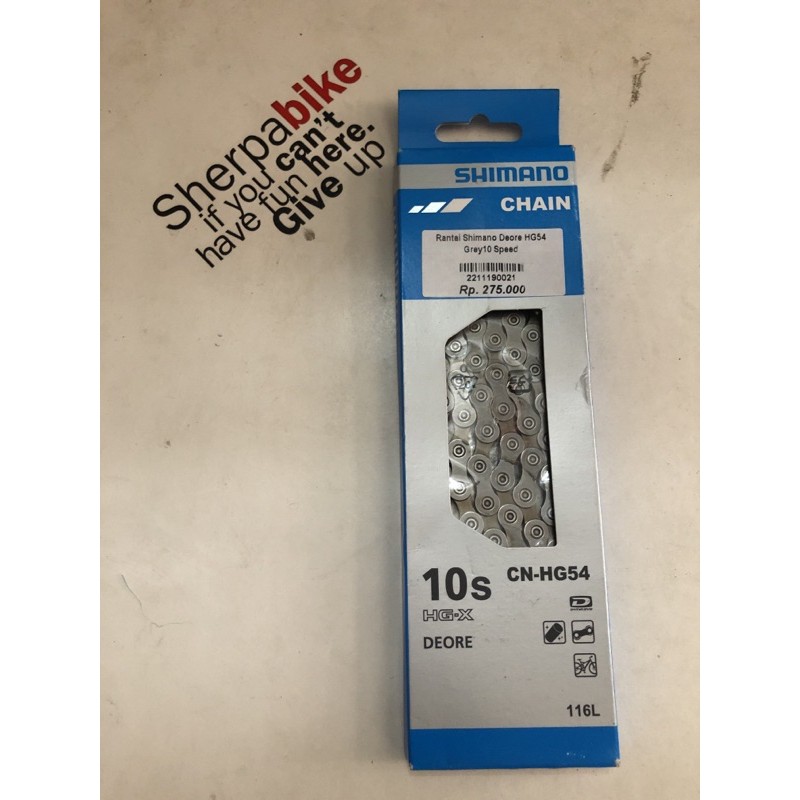 Sherpabike
if you can't
have fun here.
Give up
SHIMANO
CHAIN
Rantai Shimano Deore HG54
Grey10 Speed
2211190021
Rp. 275.000
10s
CN-HG54
HG-X
DEORE
116L